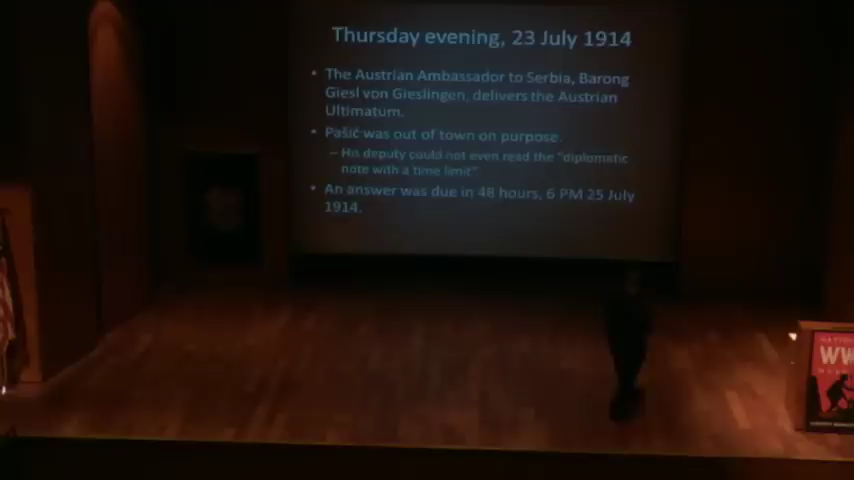 Thursday evening, 23 July 1914
• The Austrian Ambassador to Serbia, Barong
Giesl von Gieslingen, delivers the Austrian
Ultimatum.
• Pašić was out of town on purpose.
– His deputy could not even read the "diplomatic
note with a time limit"
• An answer was due in 48 hours, 6 PM 25 July
1914.
WW